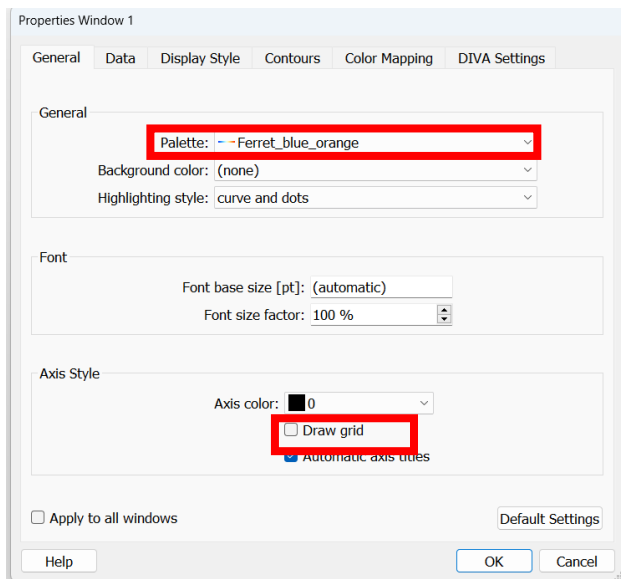 Properties Window 1
General Data Display Style Contours Color Mapping DIVA Settings
General
Palette: Ferret_blue_orange
Background color: (none)
Highlighting style: curve and dots
Font
Font base size [pt]: (automatic)
Font size factor: 100 %
Axis Style
Axis color: 0
Draw grid
Automatic axis titles
Apply to all windows
Default Settings
Help OK Cancel